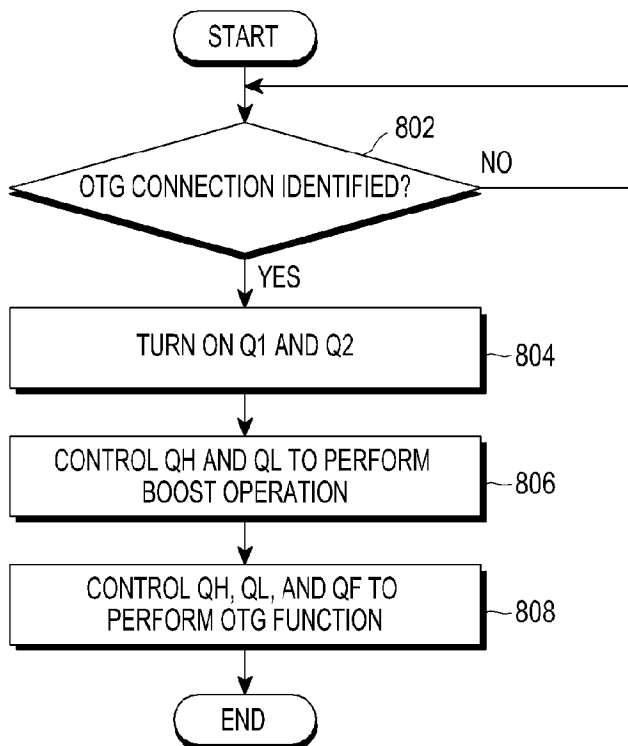 START
802
OTG CONNECTION IDENTIFIED?
NO
YES
TURN ON Q1 AND Q2
804
CONTROL QH AND QL TO PERFORM
BOOST OPERATION
806
CONTROL QH, QL, AND QF TO
PERFORM OTG FUNCTION
808
END